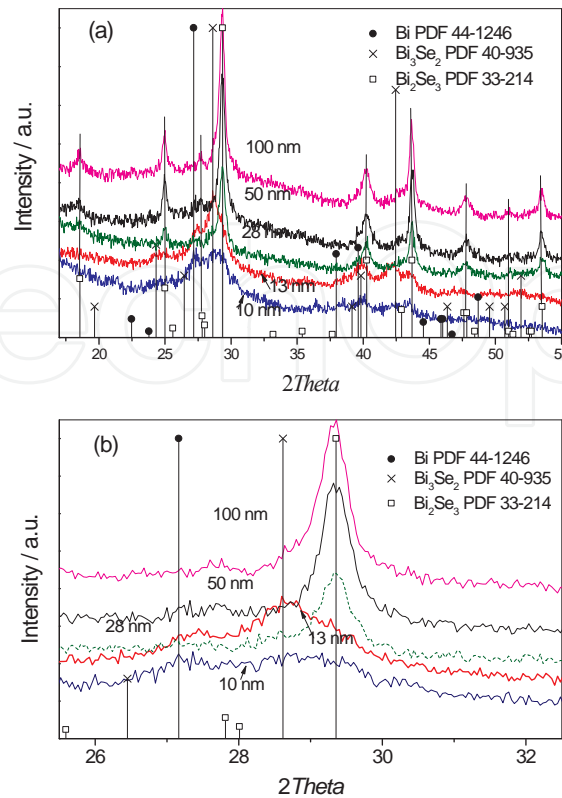 (a)
Bi PDF 44-1246
Bi₃Se₂ PDF 40-935
Bi₂Se₃ PDF 33-214
Intensity / a.u.
100 nm
50 nm
28 nm
13 nm
10 nm
20 25 30 35 40 45 50 55
2Theta
(b)
Bi PDF 44-1246
Bi₃Se₂ PDF 40-935
Bi₂Se₃ PDF 33-214
Intensity / a.u.
100 nm
50 nm
28 nm
13 nm
10 nm
26 28 30 32
2Theta